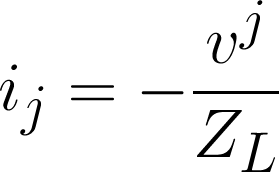 $i_j = -\frac{v^j}{Z_L}$